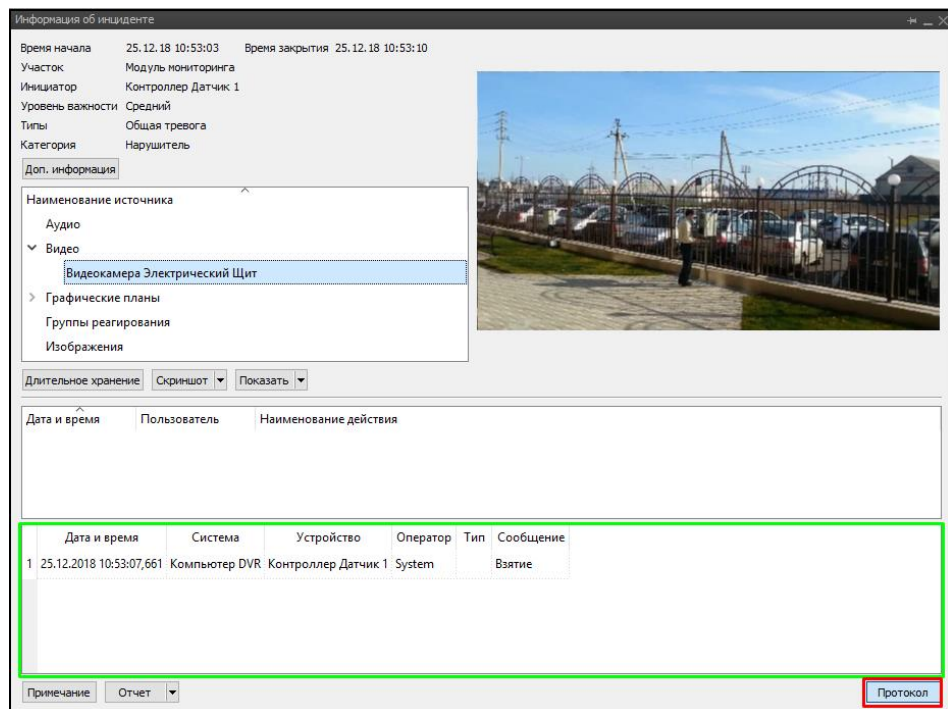 Информация об инциденте
Время начала 25.12.18 10:53:03 Время закрытия 25.12.18 10:53:10
Участок Модуль мониторинга
Инициатор Контроллер Датчик 1
Уровень важности Средний
Типы Общая тревога
Категория Нарушитель
Доп. информация
Наименование источника
Аудио
Видео
Видеокамера Электрический Щит
Графические планы
Группы реагирования
Изображения
Длительное хранение Скриншот Показать
Дата и время Пользователь Наименование действия
Дата и время Система Устройство Оператор Тип Сообщение
1 25.12.2018 10:53:07,661 Компьютер DVR Контроллер Датчик 1 System Взятие
Примечание Отчет Протокол